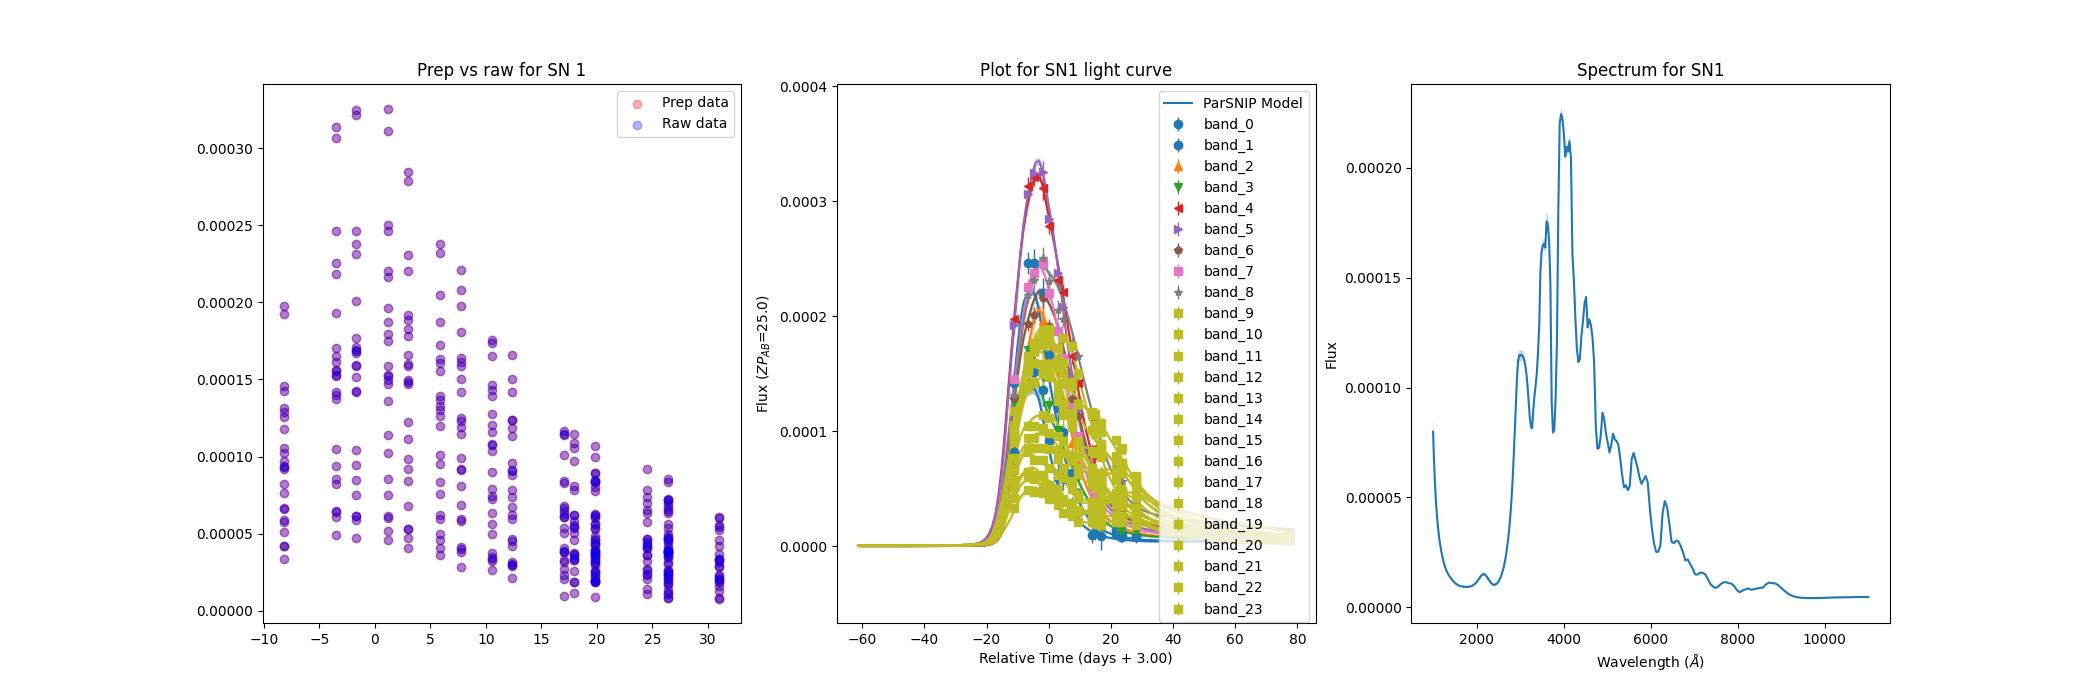 Prep vs raw for SN 1
Prep data
Raw data
0.00030
0.00025
0.00020
0.00015
0.00010
0.00005
0.00000
−10 −5 0 5 10 15 20 25 30
Plot for SN1 light curve
Flux (ZP_AB=25.0)
0.0004
0.0003
0.0002
0.0001
0.0000
−60 −40 −20 0 20 40 60 80
Relative Time (days + 3.00)
ParSNIP Model
band_0
band_1
band_2
band_3
band_4
band_5
band_6
band_7
band_8
band_9
band_10
band_11
band_12
band_13
band_14
band_15
band_16
band_17
band_18
band_19
band_20
band_21
band_22
band_23
Spectrum for SN1
Flux
0.00020
0.00015
0.00010
0.00005
0.00000
2000 4000 6000 8000 10000
Wavelength (Å)